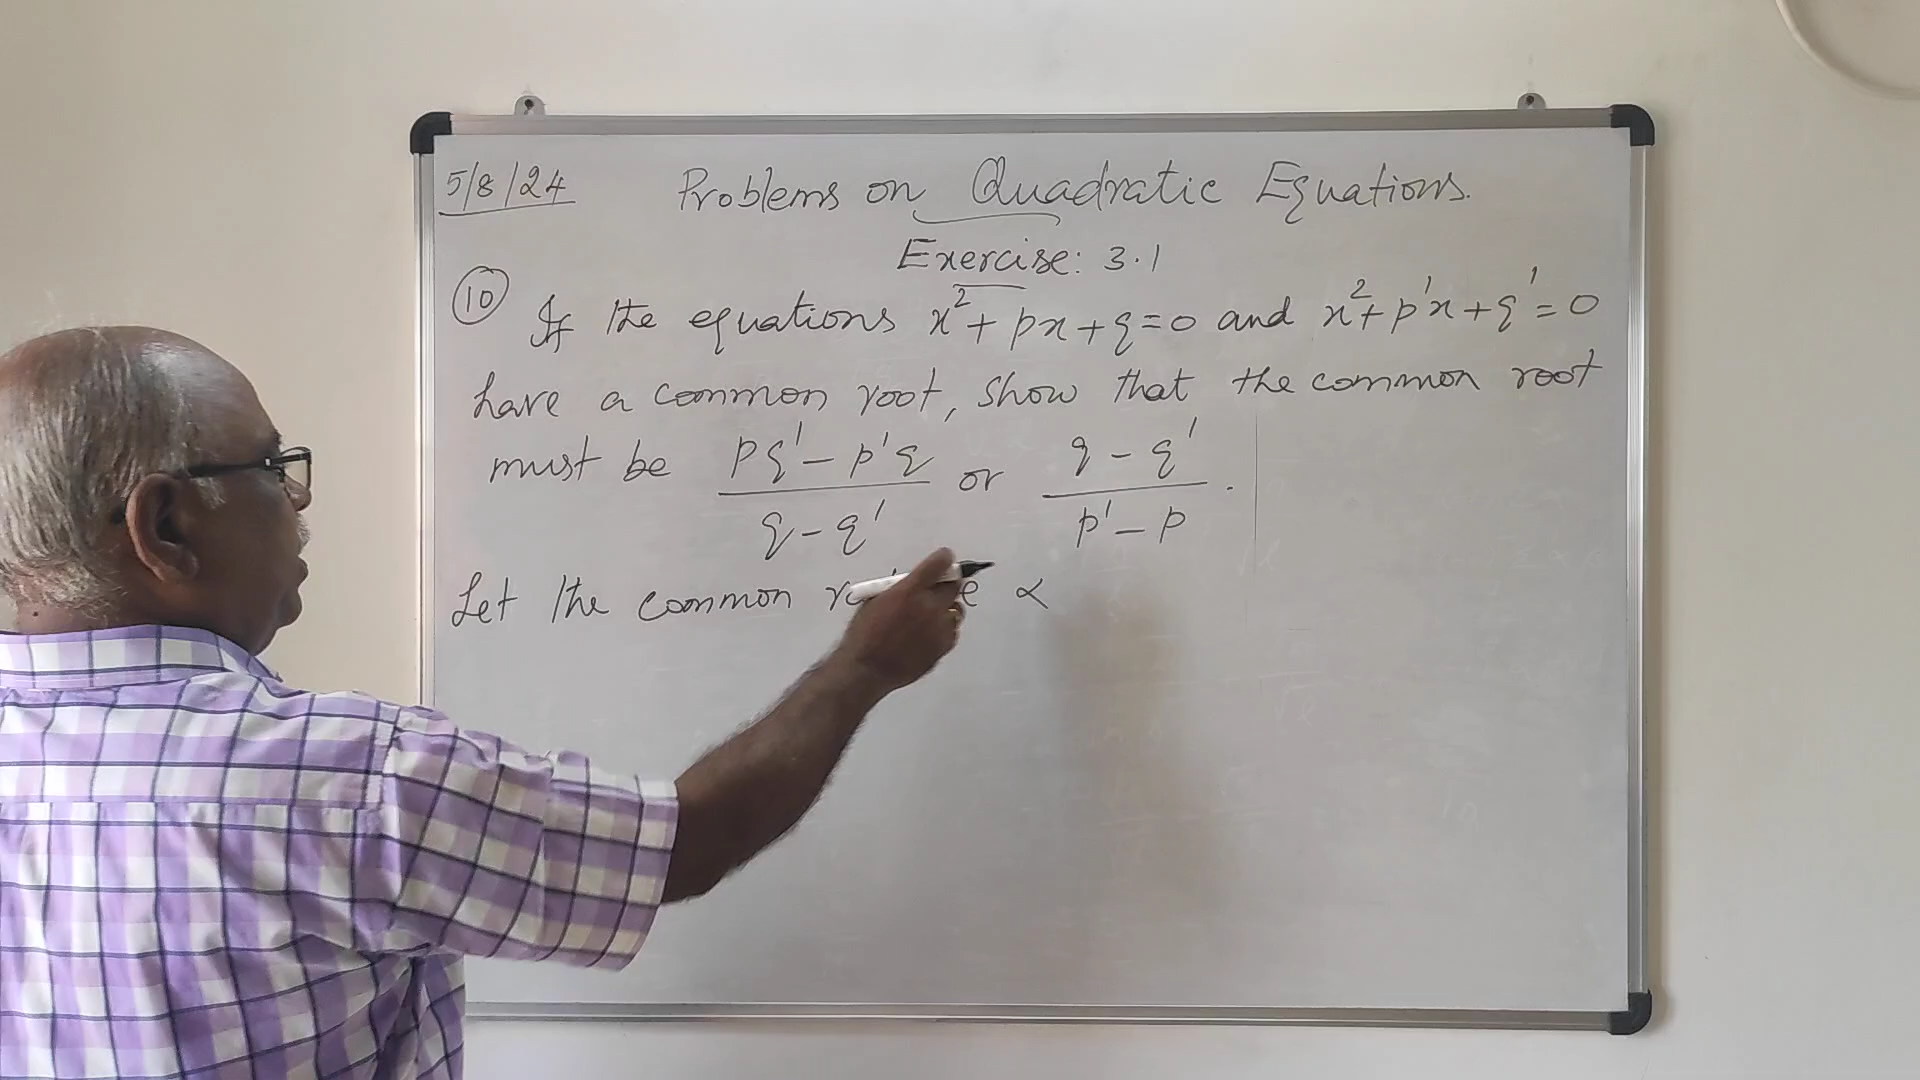 5/8/24 Problems on Quadratic Equations.
Exercise: 3.1
(10) If the equations x²+px+q=0 and x²+p'x+q'=0
have a common root, show that the common root
must be (pq'-p'q)/(q-q') or (q-q')/(p'-p).
Let the common α